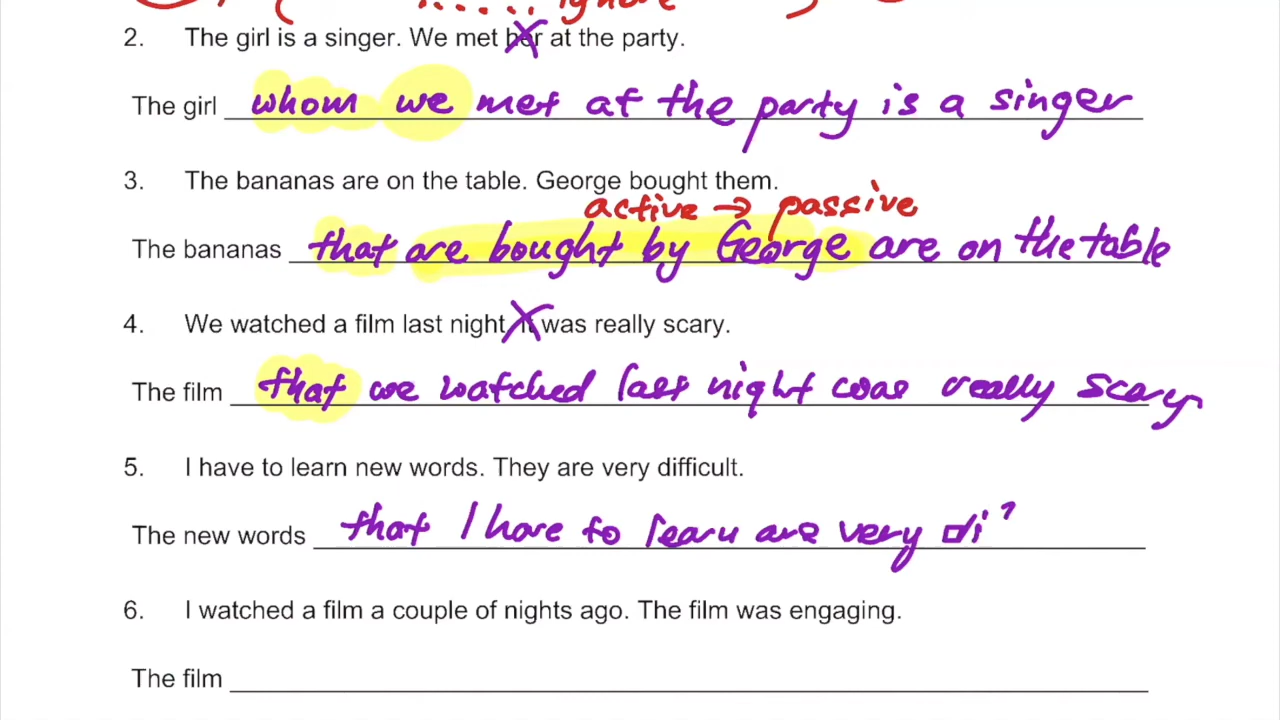 ignore
2. The girl is a singer. We met her at the party.
The girl whom we met at the party is a singer
3. The bananas are on the table. George bought them.
active → passive
The bananas that are bought by George are on the table
4. We watched a film last night. It was really scary.
The film that we watched last night was really scary
5. I have to learn new words. They are very difficult.
The new words that I have to learn are very di
6. I watched a film a couple of nights ago. The film was engaging.
The film